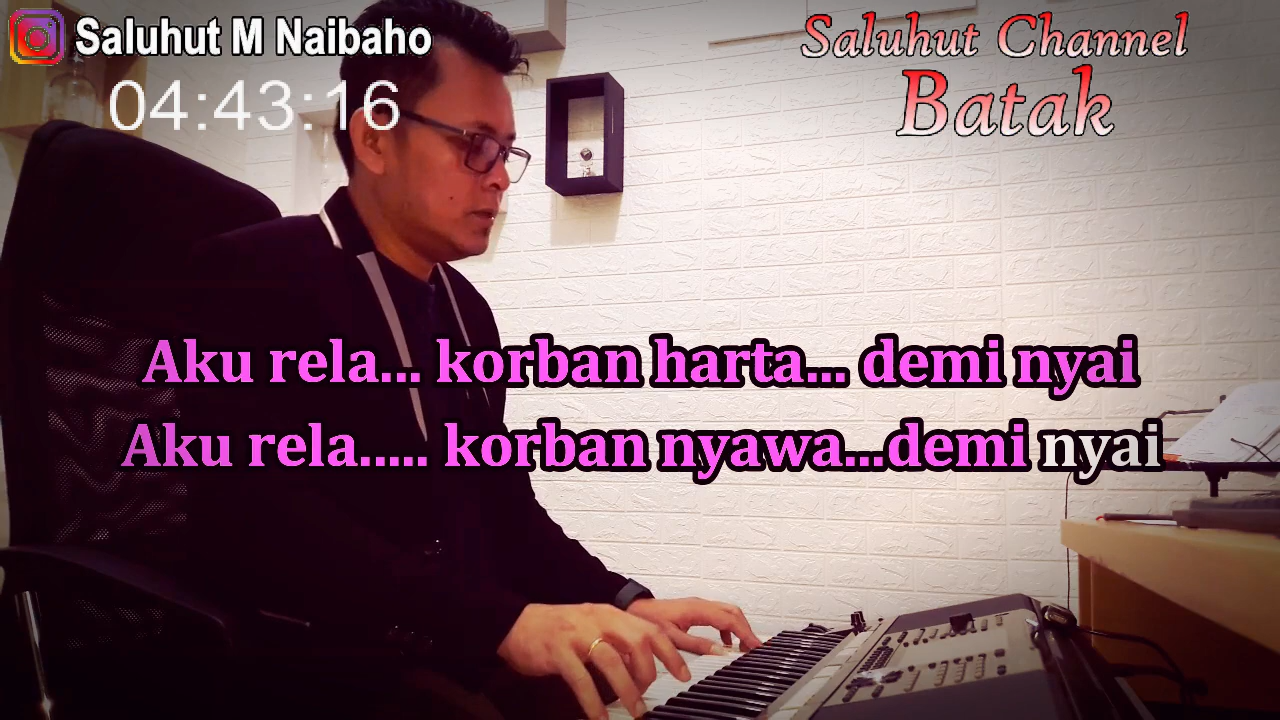 Saluhut M Naibaho
Saluhut Channel
04:43:16
Batak
Aku rela... korban harta... demi nyai
Aku rela..... korban nyawa...demi nyai